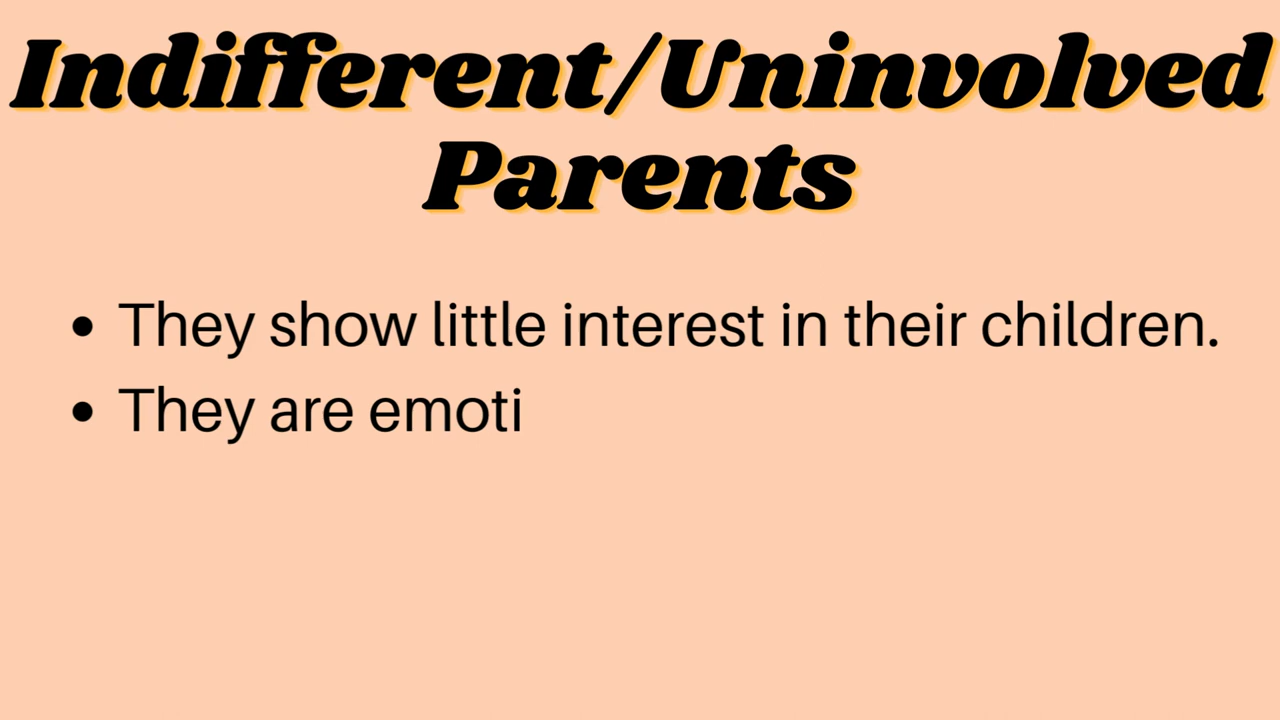 Indifferent/Uninvolved
Parents
• They show little interest in their children.
• They are emoti